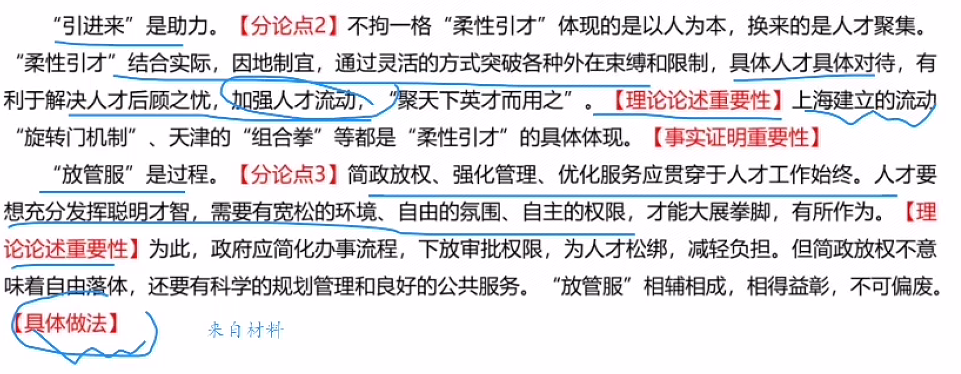 “引进来”是助力。【分论点2】不拘一格“柔性引才”体现的是以人为本，换来的是人才聚集。
“柔性引才”结合实际，因地制宜，通过灵活的方式突破各种外在束缚和限制，具体人才具体对待，有
利于解决人才后顾之忧，加强人才流动，“聚天下英才而用之”。【理论论述重要性】上海建立的流动
“旋转门机制”、天津的“组合拳”等都是“柔性引才”的具体体现。【事实证明重要性】
“放管服”是过程。【分论点3】简政放权、强化管理、优化服务应贯穿于人才工作始终。人才要
想充分发挥聪明才智，需要有宽松的环境、自由的氛围、自主的权限，才能大展拳脚，有所作为。【理
论论述重要性】为此，政府应简化办事流程，下放审批权限，为人才松绑，减轻负担。但简政放权不意
味着自由落体，还要有科学的规划管理和良好的公共服务。“放管服”相辅相成，相得益彰，不可偏废。
【具体做法】 来自材料